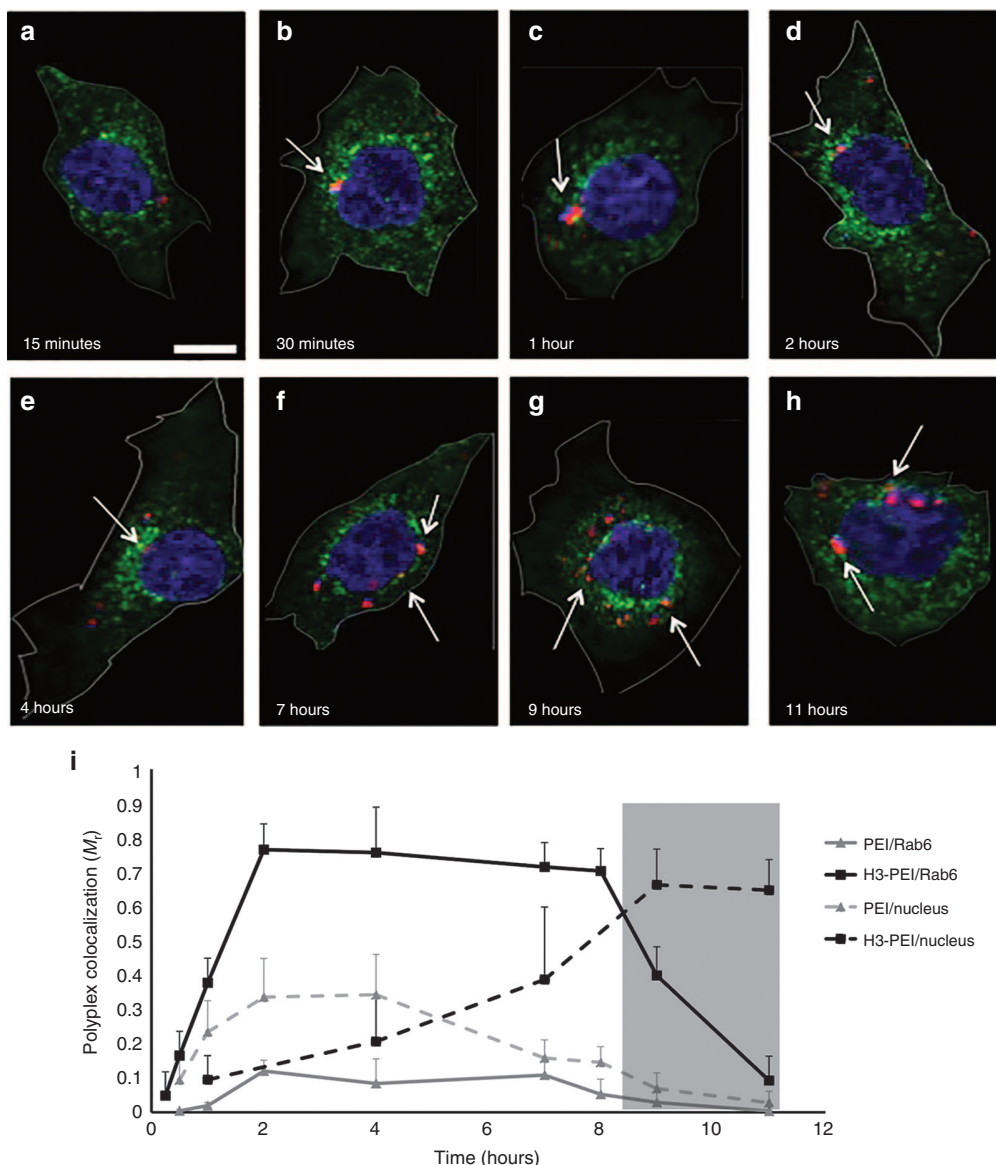 a
15 minutes
b
30 minutes
c
1 hour
d
2 hours
e
4 hours
f
7 hours
g
9 hours
h
11 hours
i
Polyplex colocalization (Mr)
1
0.9
0.8
0.7
0.6
0.5
0.4
0.3
0.2
0.1
0
0
2
4
6
8
10
12
Time (hours)
PEI/Rab6
H3-PEI/Rab6
PEI/nucleus
H3-PEI/nucleus